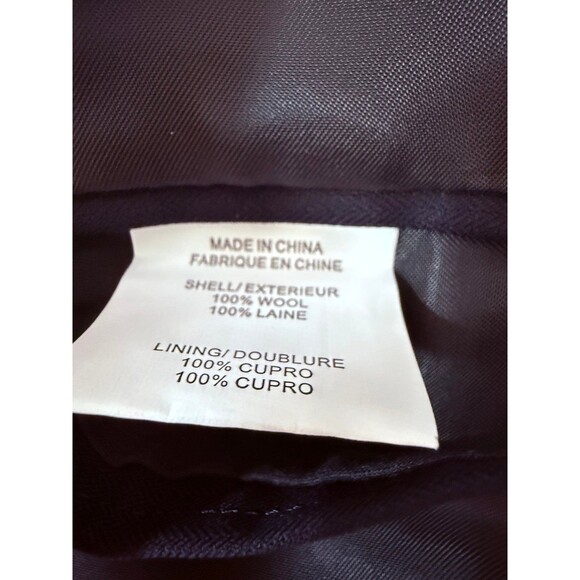 MADE IN CHINA
FABRIQUE EN CHINE
SHELL/EXTERIEUR
100% WOOL
100% LAINE
LINING/DOUBLURE
100% CUPRO
100% CUPRO